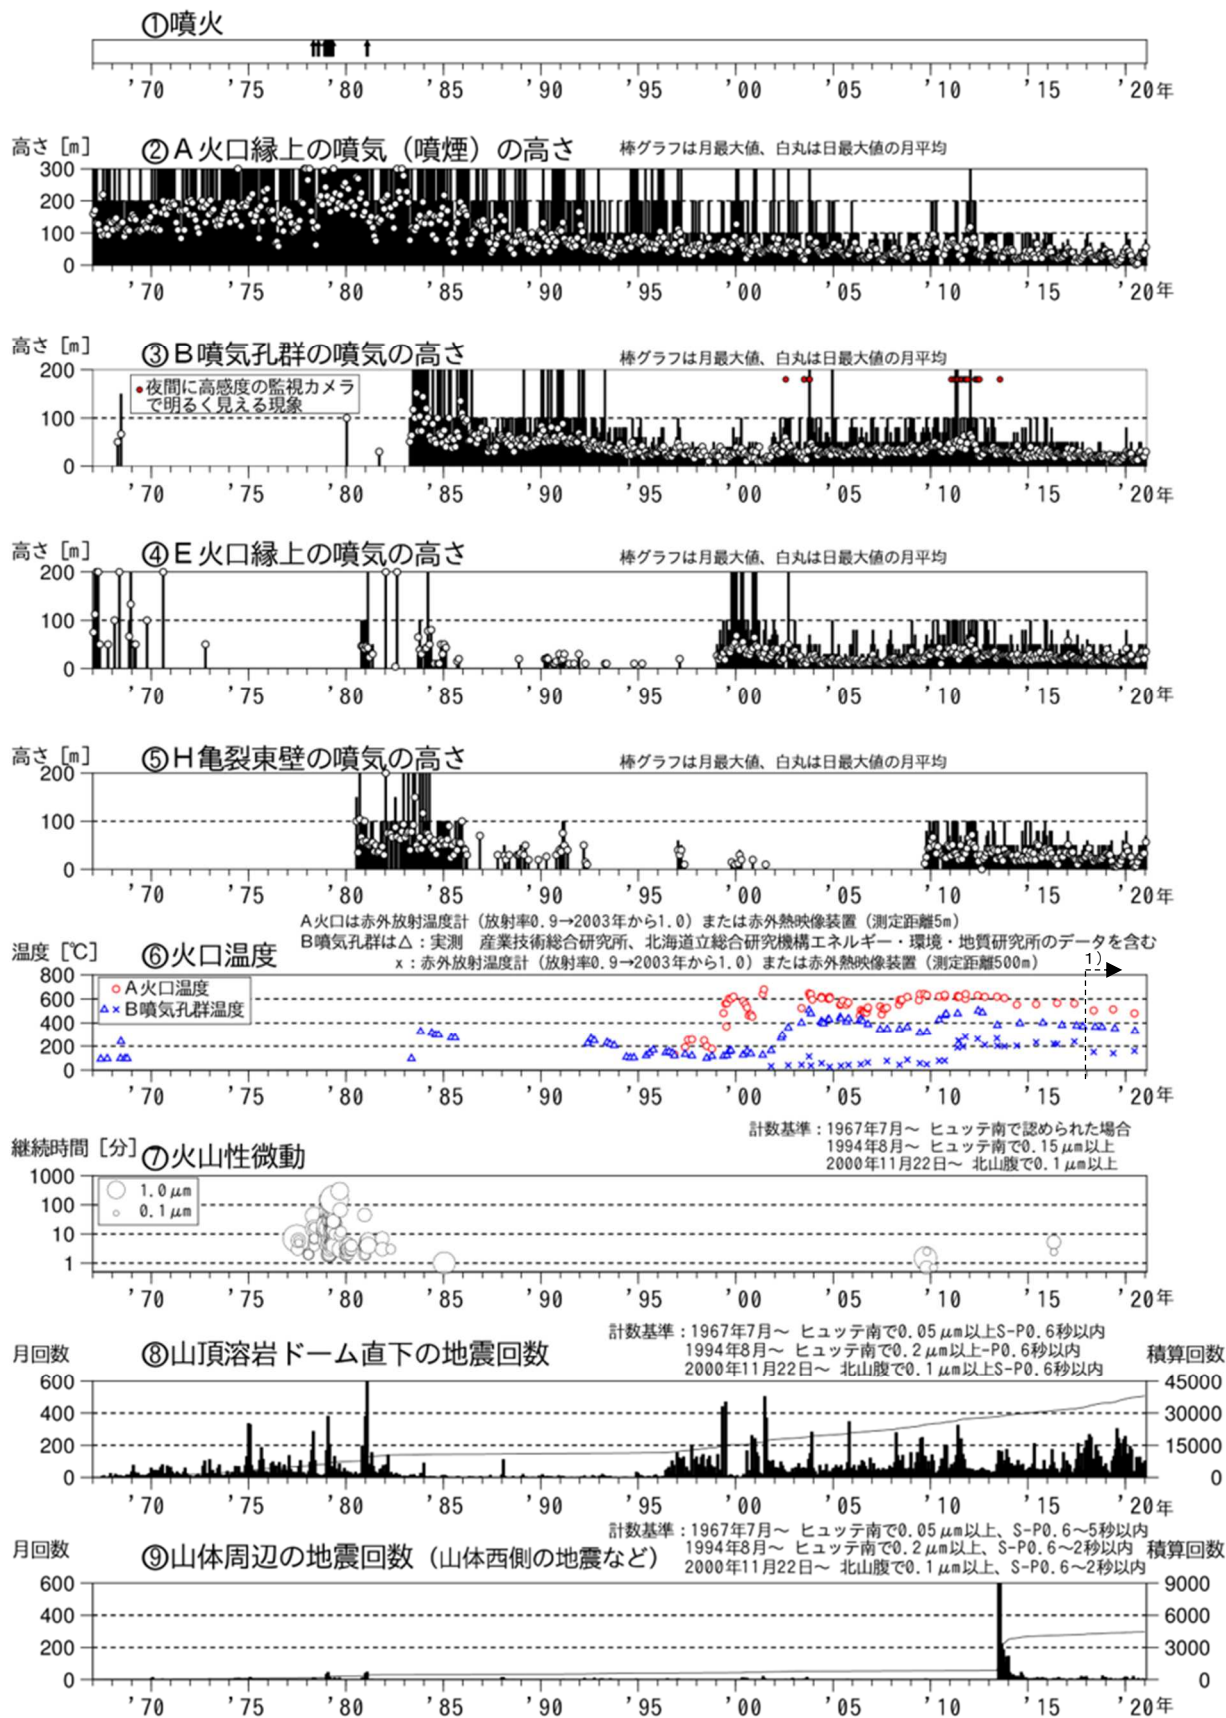 ①噴火
'70 '75 '80 '85 '90 '95 '00 '05 '10 '15 '20年
高さ [m] ②A火口縁上の噴気（噴煙）の高さ 棒グラフは月最大値、白丸は日最大値の月平均
300
200
100
0
'70 '75 '80 '85 '90 '95 '00 '05 '10 '15 '20年
高さ [m] ③B噴気孔群の噴気の高さ 棒グラフは月最大値、白丸は日最大値の月平均
200
夜間に高感度の監視カメラ
で明るく見える現象
100
0
'70 '75 '80 '85 '90 '95 '00 '05 '10 '15 '20年
高さ [m] ④E火口縁上の噴気の高さ 棒グラフは月最大値、白丸は日最大値の月平均
200
100
0
'70 '75 '80 '85 '90 '95 '00 '05 '10 '15 '20年
高さ [m] ⑤H亀裂東壁の噴気の高さ 棒グラフは月最大値、白丸は日最大値の月平均
200
100
0
'70 '75 '80 '85 '90 '95 '00 '05 '10 '15 '20年
A火口は赤外放射温度計（放射率0.9→2003年から1.0）または赤外熱映像装置（測定距離5m）
B噴気孔群は△：実測　産業技術総合研究所、北海道立総合研究機構エネルギー・環境・地質研究所のデータを含む
x：赤外放射温度計（放射率0.9→2003年から1.0）または赤外熱映像装置（測定距離500m）
温度 [℃] ⑥火口温度
1)
800
○ A火口温度
600
△ × B噴気孔群温度
400
200
0
'70 '75 '80 '85 '90 '95 '00 '05 '10 '15 '20年
計数基準：1967年7月～ ヒュッテ南で認められた場合
1994年8月～ ヒュッテ南で0.15μm以上
2000年11月22日～ 北山腹で0.1μm以上
継続時間 [分] ⑦火山性微動
1000
1.0μm
100
0.1μm
10
1
'70 '75 '80 '85 '90 '95 '00 '05 '10 '15 '20年
計数基準：1967年7月～ ヒュッテ南で0.05μm以上S-P0.6秒以内
1994年8月～ ヒュッテ南で0.2μm以上-P0.6秒以内
2000年11月22日～ 北山腹で0.1μm以上S-P0.6秒以内
月回数 ⑧山頂溶岩ドーム直下の地震回数 積算回数
600 45000
400 30000
200 15000
0 0
'70 '75 '80 '85 '90 '95 '00 '05 '10 '15 '20年
計数基準：1967年7月～ ヒュッテ南で0.05μm以上、S-P0.6～5秒以内
1994年8月～ ヒュッテ南で0.2μm以上、S-P0.6～2秒以内
2000年11月22日～ 北山腹で0.1μm以上、S-P0.6～2秒以内
月回数 ⑨山体周辺の地震回数（山体西側の地震など） 積算回数
600 9000
400 6000
200 3000
0 0
'70 '75 '80 '85 '90 '95 '00 '05 '10 '15 '20年